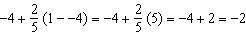 −4 + 2/5 (1 − −4) = −4 + 2/5 (5) = −4 + 2 = −2